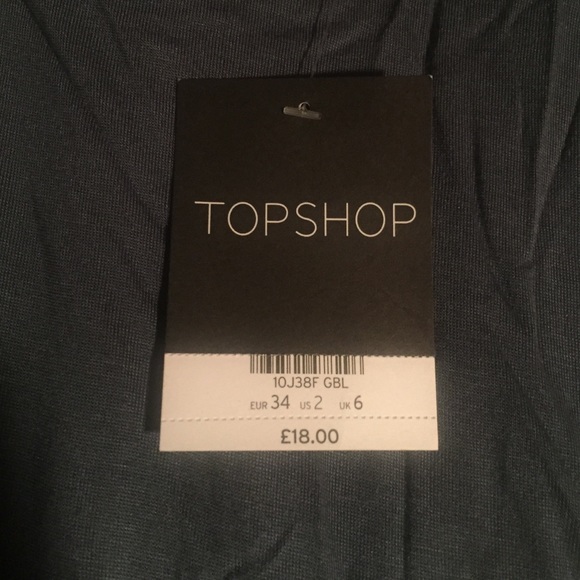 TOPSHOP
10J38F GBL
EUR 34 US 2 UK 6
£18.00